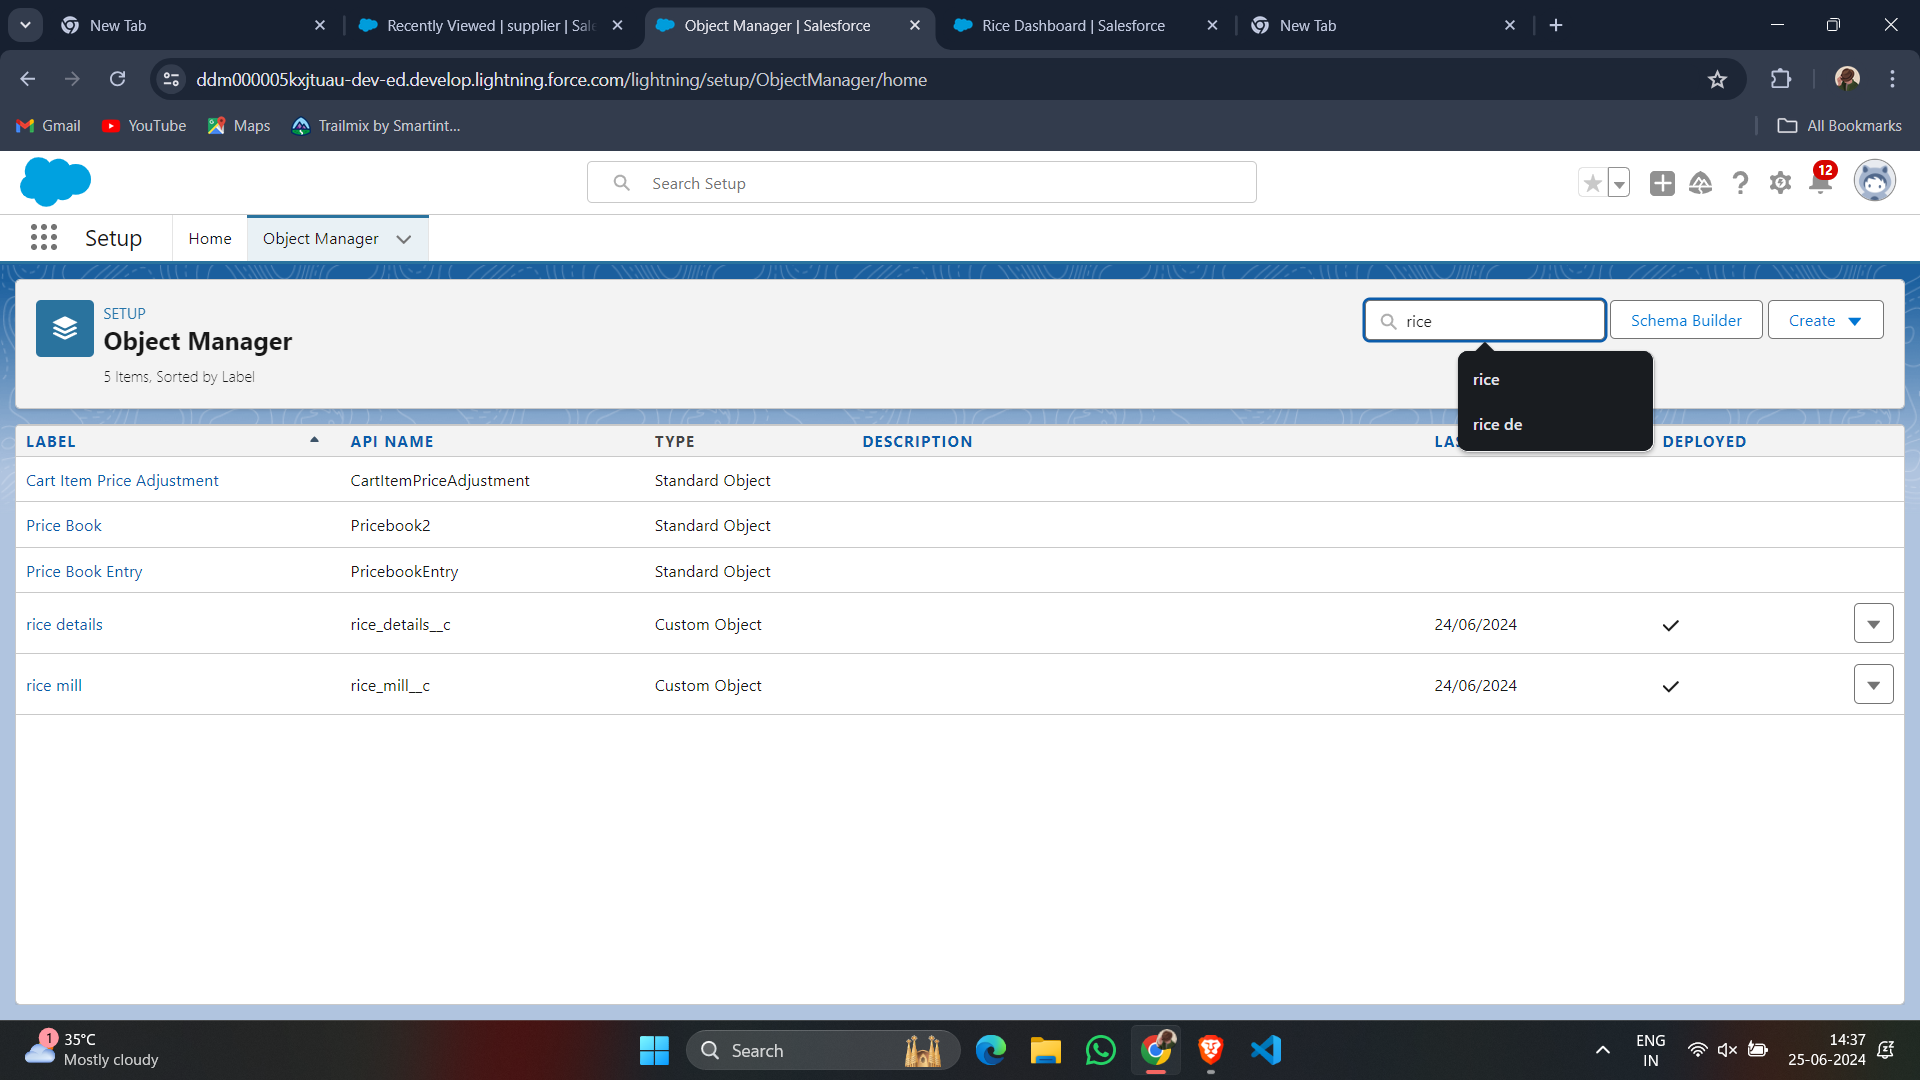 New Tab
Recently Viewed | supplier | Sale
Object Manager | Salesforce
Rice Dashboard | Salesforce
New Tab
ddm000005kxjtuau-dev-ed.develop.lightning.force.com/lightning/setup/ObjectManager/home
Gmail
YouTube
Maps
Trailmix by Smartint...
All Bookmarks
Search Setup
12
Setup
Home
Object Manager
SETUP
Object Manager
5 Items, Sorted by Label
rice
Schema Builder
Create
rice
rice de
LABEL API NAME TYPE DESCRIPTION LAS DEPLOYED
Cart Item Price Adjustment CartItemPriceAdjustment Standard Object
Price Book Pricebook2 Standard Object
Price Book Entry PricebookEntry Standard Object
rice details rice_details__c Custom Object 24/06/2024
rice mill rice_mill__c Custom Object 24/06/2024
1
35°C
Mostly cloudy
Search
ENG
IN
14:37
25-06-2024